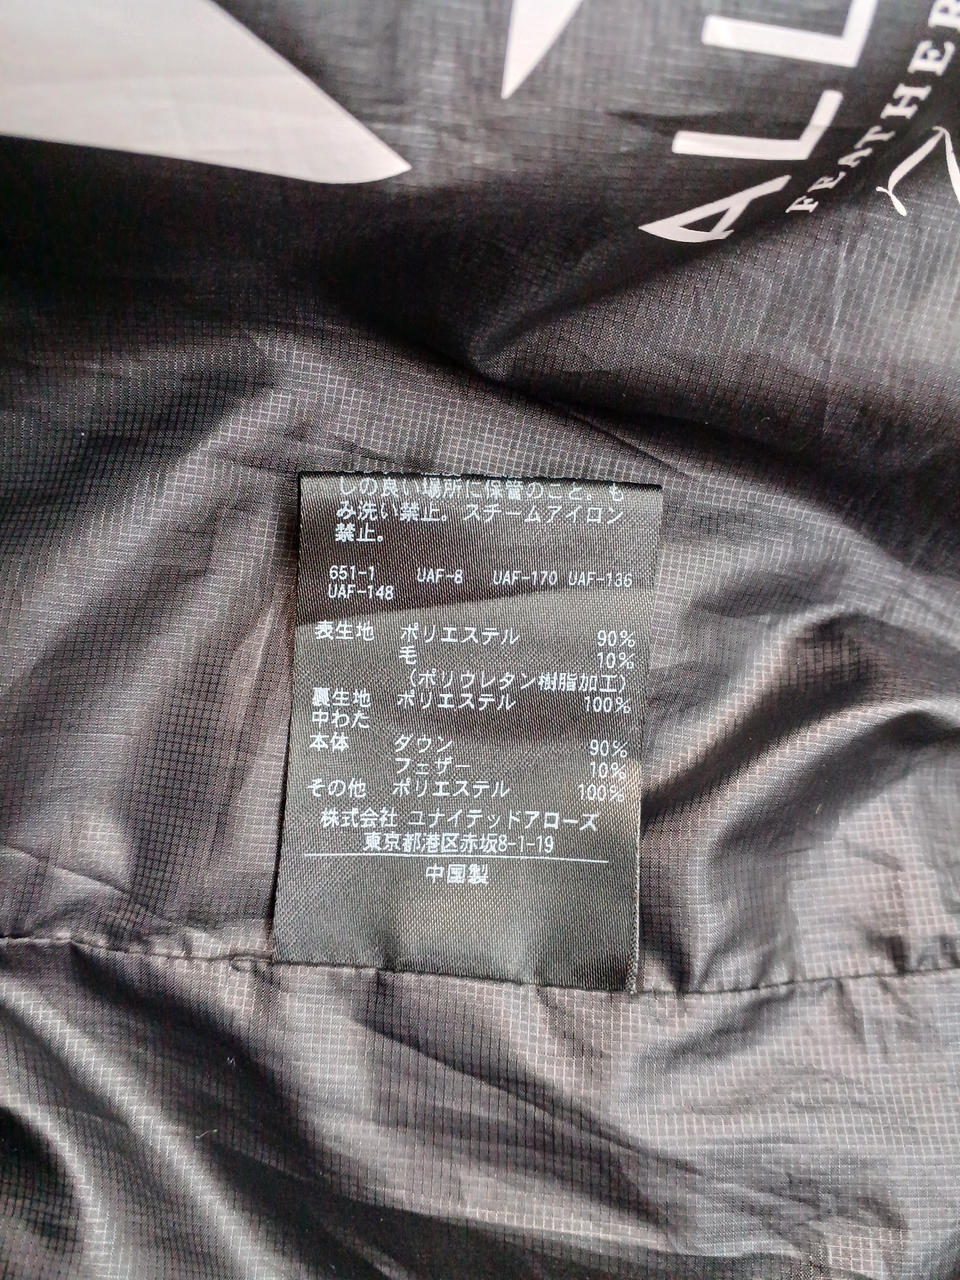 ALL
FEATHER
しの良い場所に保管のこと。も
み洗い禁止。スチームアイロン
禁止。
651-1 UAF-8 UAF-170 UAF-136
UAF-148
表生地 ポリエステル 90%
毛 10%
（ポリウレタン樹脂加工）
裏生地 ポリエステル 100%
中わた
本体 ダウン 90%
フェザー 10%
その他 ポリエステル 100%
株式会社 ユナイテッドアローズ
東京都港区赤坂8-1-19
中国製